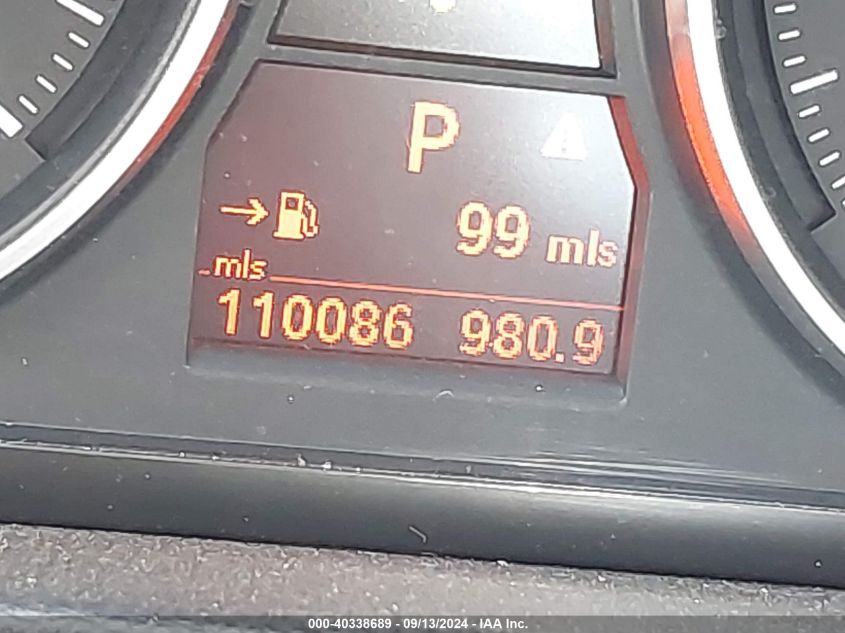 P
99 mls
mls
110086 980.9
000-40338689 - 09/13/2024 - IAA Inc.